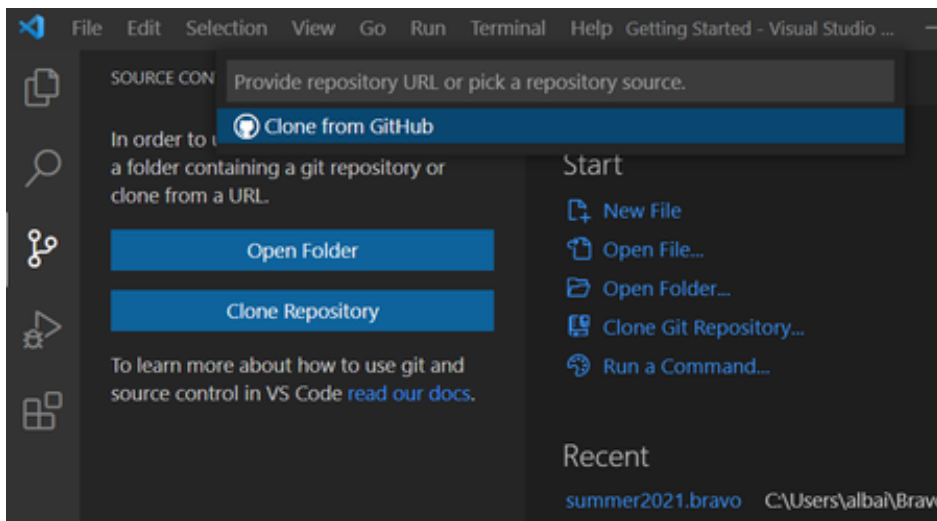 File Edit Selection View Go Run Terminal Help Getting Started - Visual Studio ...
SOURCE CON
Provide repository URL or pick a repository source.
Clone from GitHub
In order to
a folder containing a git repository or
clone from a URL.
Open Folder
Clone Repository
To learn more about how to use git and
source control in VS Code read our docs.
Start
New File
Open File...
Open Folder...
Clone Git Repository...
Run a Command...
Recent
summer2021.bravo C:\Users\albai\Brav